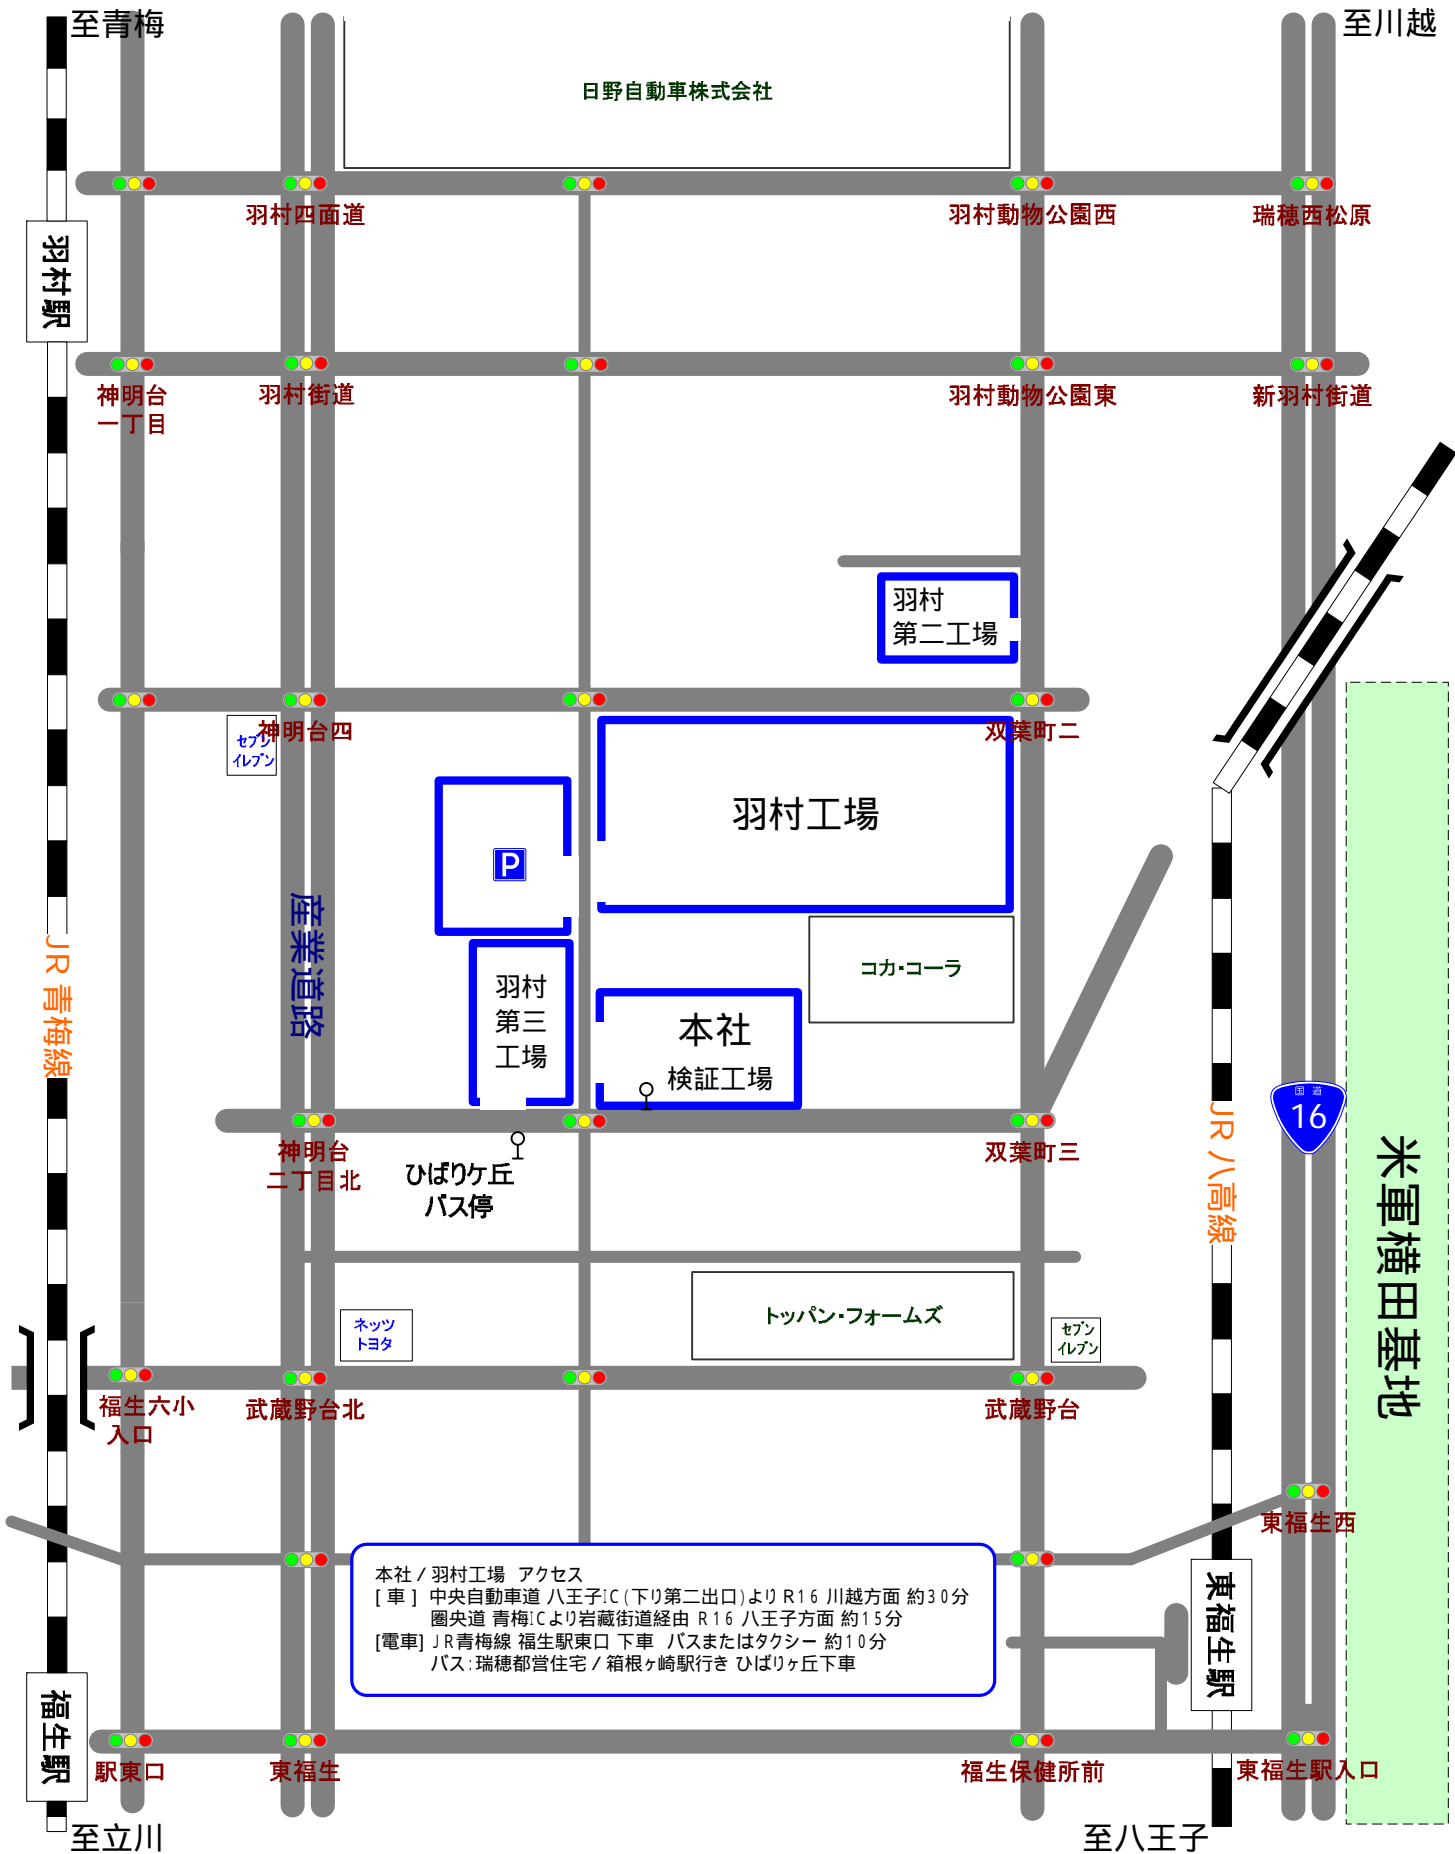 至青梅
至川越
日野自動車株式会社
羽村四面道
羽村動物公園西
瑞穂西松原
羽村駅
神明台
一丁目
羽村街道
羽村動物公園東
新羽村街道
羽村
第二工場
神明台四
双葉町二
セブン
イレブン
羽村工場
P
産業道路
JR 青梅線
コカ・コーラ
羽村
第三
工場
本社
検証工場
国道
16
JR 八高線
米軍横田基地
神明台
二丁目北
双葉町三
ひばりケ丘
バス停
ネッツ
トヨタ
トッパン・フォームズ
セブン
イレブン
福生六小
入口
武蔵野台北
武蔵野台
東福生西
本社 / 羽村工場 アクセス
[ 車 ] 中央自動車道 八王子IC(下り第二出口)より R16 川越方面 約30分
圏央道 青梅ICより岩蔵街道経由 R16 八王子方面 約15分
[電車] JR青梅線 福生駅東口 下車 バスまたはタクシー 約10分
バス:瑞穂都営住宅 / 箱根ヶ崎駅行き ひばりヶ丘下車
東福生駅
福生駅
駅東口
東福生
福生保健所前
東福生駅入口
至立川
至八王子